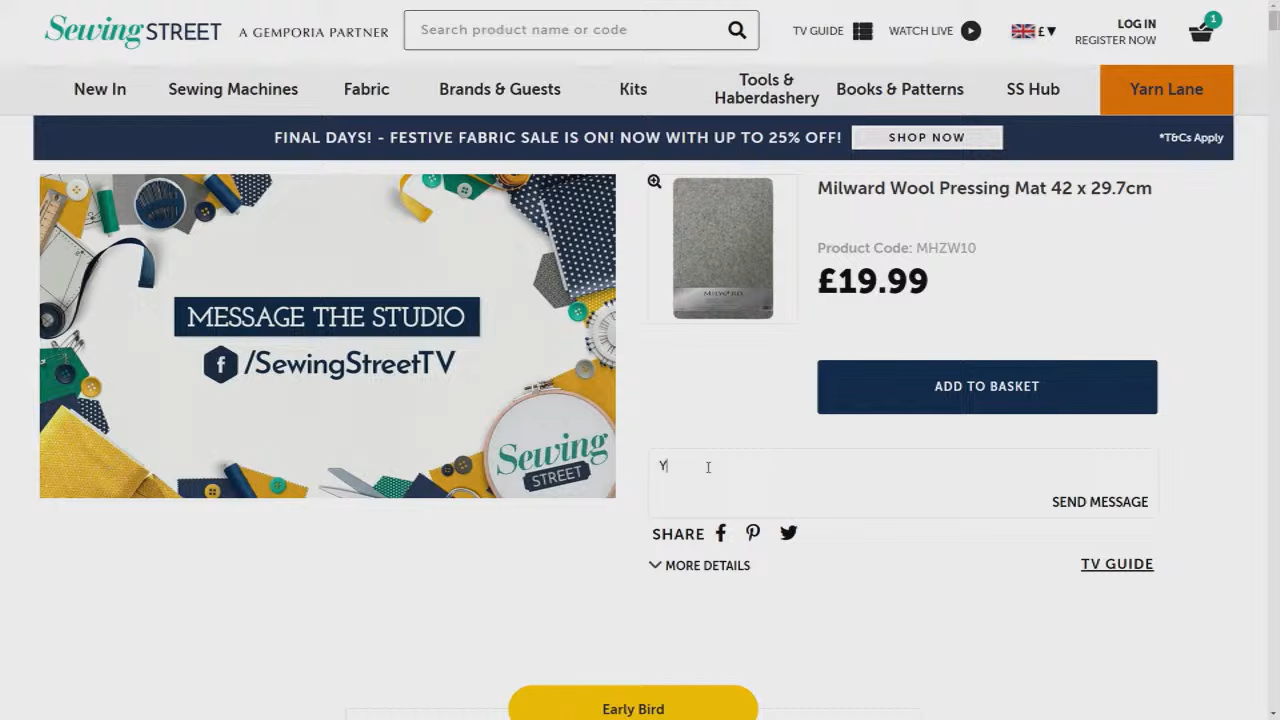 Sewing STREET
A GEMPORIA PARTNER
Search product name or code
TV GUIDE
WATCH LIVE
£
LOG IN
REGISTER NOW
1
New In
Sewing Machines
Fabric
Brands & Guests
Kits
Tools &
Haberdashery
Books & Patterns
SS Hub
Yarn Lane
FINAL DAYS! - FESTIVE FABRIC SALE IS ON! NOW WITH UP TO 25% OFF!
SHOP NOW
*T&Cs Apply
MESSAGE THE STUDIO
f /SewingStreetTV
Sewing
STREET
MILWARD
Milward Wool Pressing Mat 42 x 29.7cm
Product Code: MHZW10
£19.99
ADD TO BASKET
Y
SEND MESSAGE
SHARE
MORE DETAILS
TV GUIDE
Early Bird